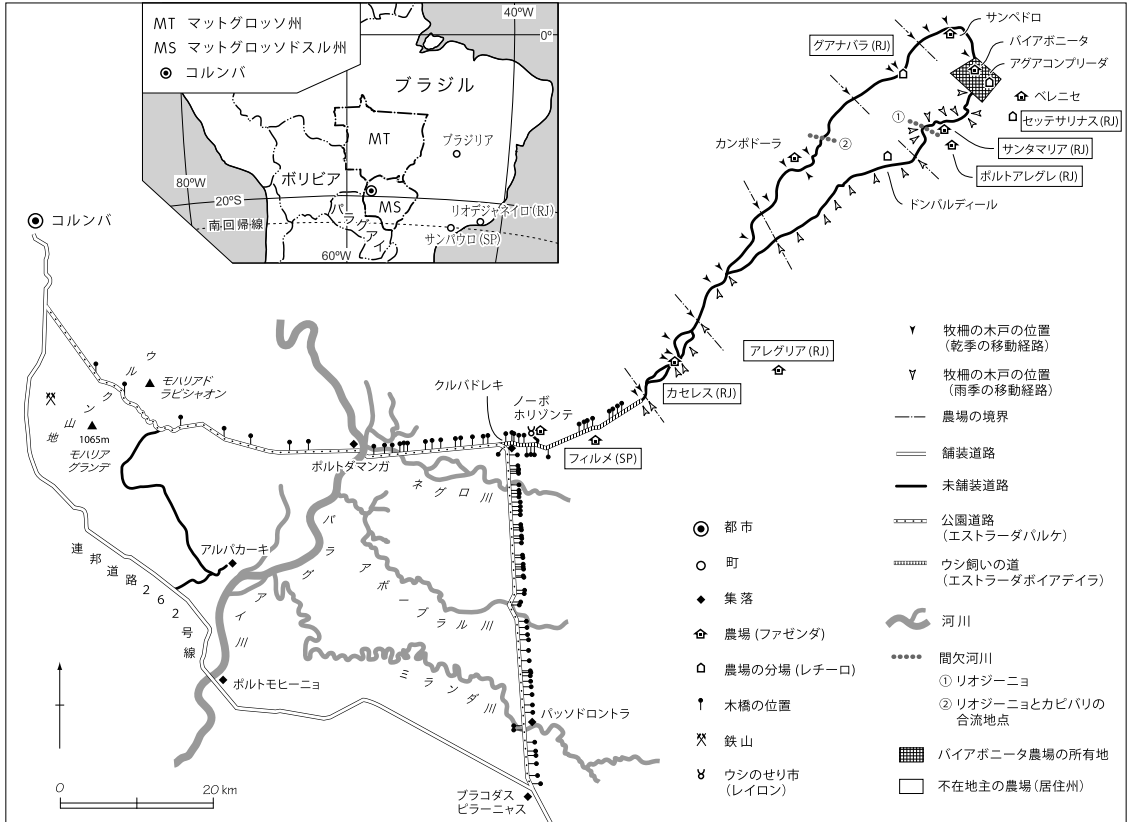 MT マットグロッソ州
MS マットグロッソドスル州
コルンバ
40°W
0°
ブラジル
MT
ブラジリア
ボリビア
80°W
20°S
MS
リオデジャネイロ(RJ)
南回帰線
パラグアイ
サンパウロ(SP)
60°W
サンペドロ
グアナバラ(RJ)
バイアボニータ
アグアコンプリーダ
ベレニセ
①
セッテサリナス(RJ)
カンポドーラ
②
サンタマリア(RJ)
ポルトアレグレ(RJ)
ドンバルディール
コルンバ
ウルクン山地
モハリアド
ラビシャオン
1065m
モハリア
グランデ
アレグリア(RJ)
クルバドレキ
カセレス(RJ)
ノーボ
ホリゾンテ
フィルメ(SP)
ポルトダマンガ
ネグロ川
パラグアイ川
アボーブラル川
アルバカーキ
連邦道路262号線
ミランダ川
ポルトモヒーニョ
パッソドロントラ
ブラコダス
ピラーニャス
0 20 km
都市
町
集落
農場(ファゼンダ)
農場の分場(レチーロ)
木橋の位置
鉄山
ウシのせり市
(レイロン)
牧柵の木戸の位置
(乾季の移動経路)
牧柵の木戸の位置
(雨季の移動経路)
農場の境界
舗装道路
未舗装道路
公園道路
(エストラーダパルケ)
ウシ飼いの道
(エストラーダボイアデイラ)
河川
間欠河川
① リオジーニョ
② リオジーニョとカピバリの
合流地点
バイアボニータ農場の所有地
不在地主の農場(居住州)